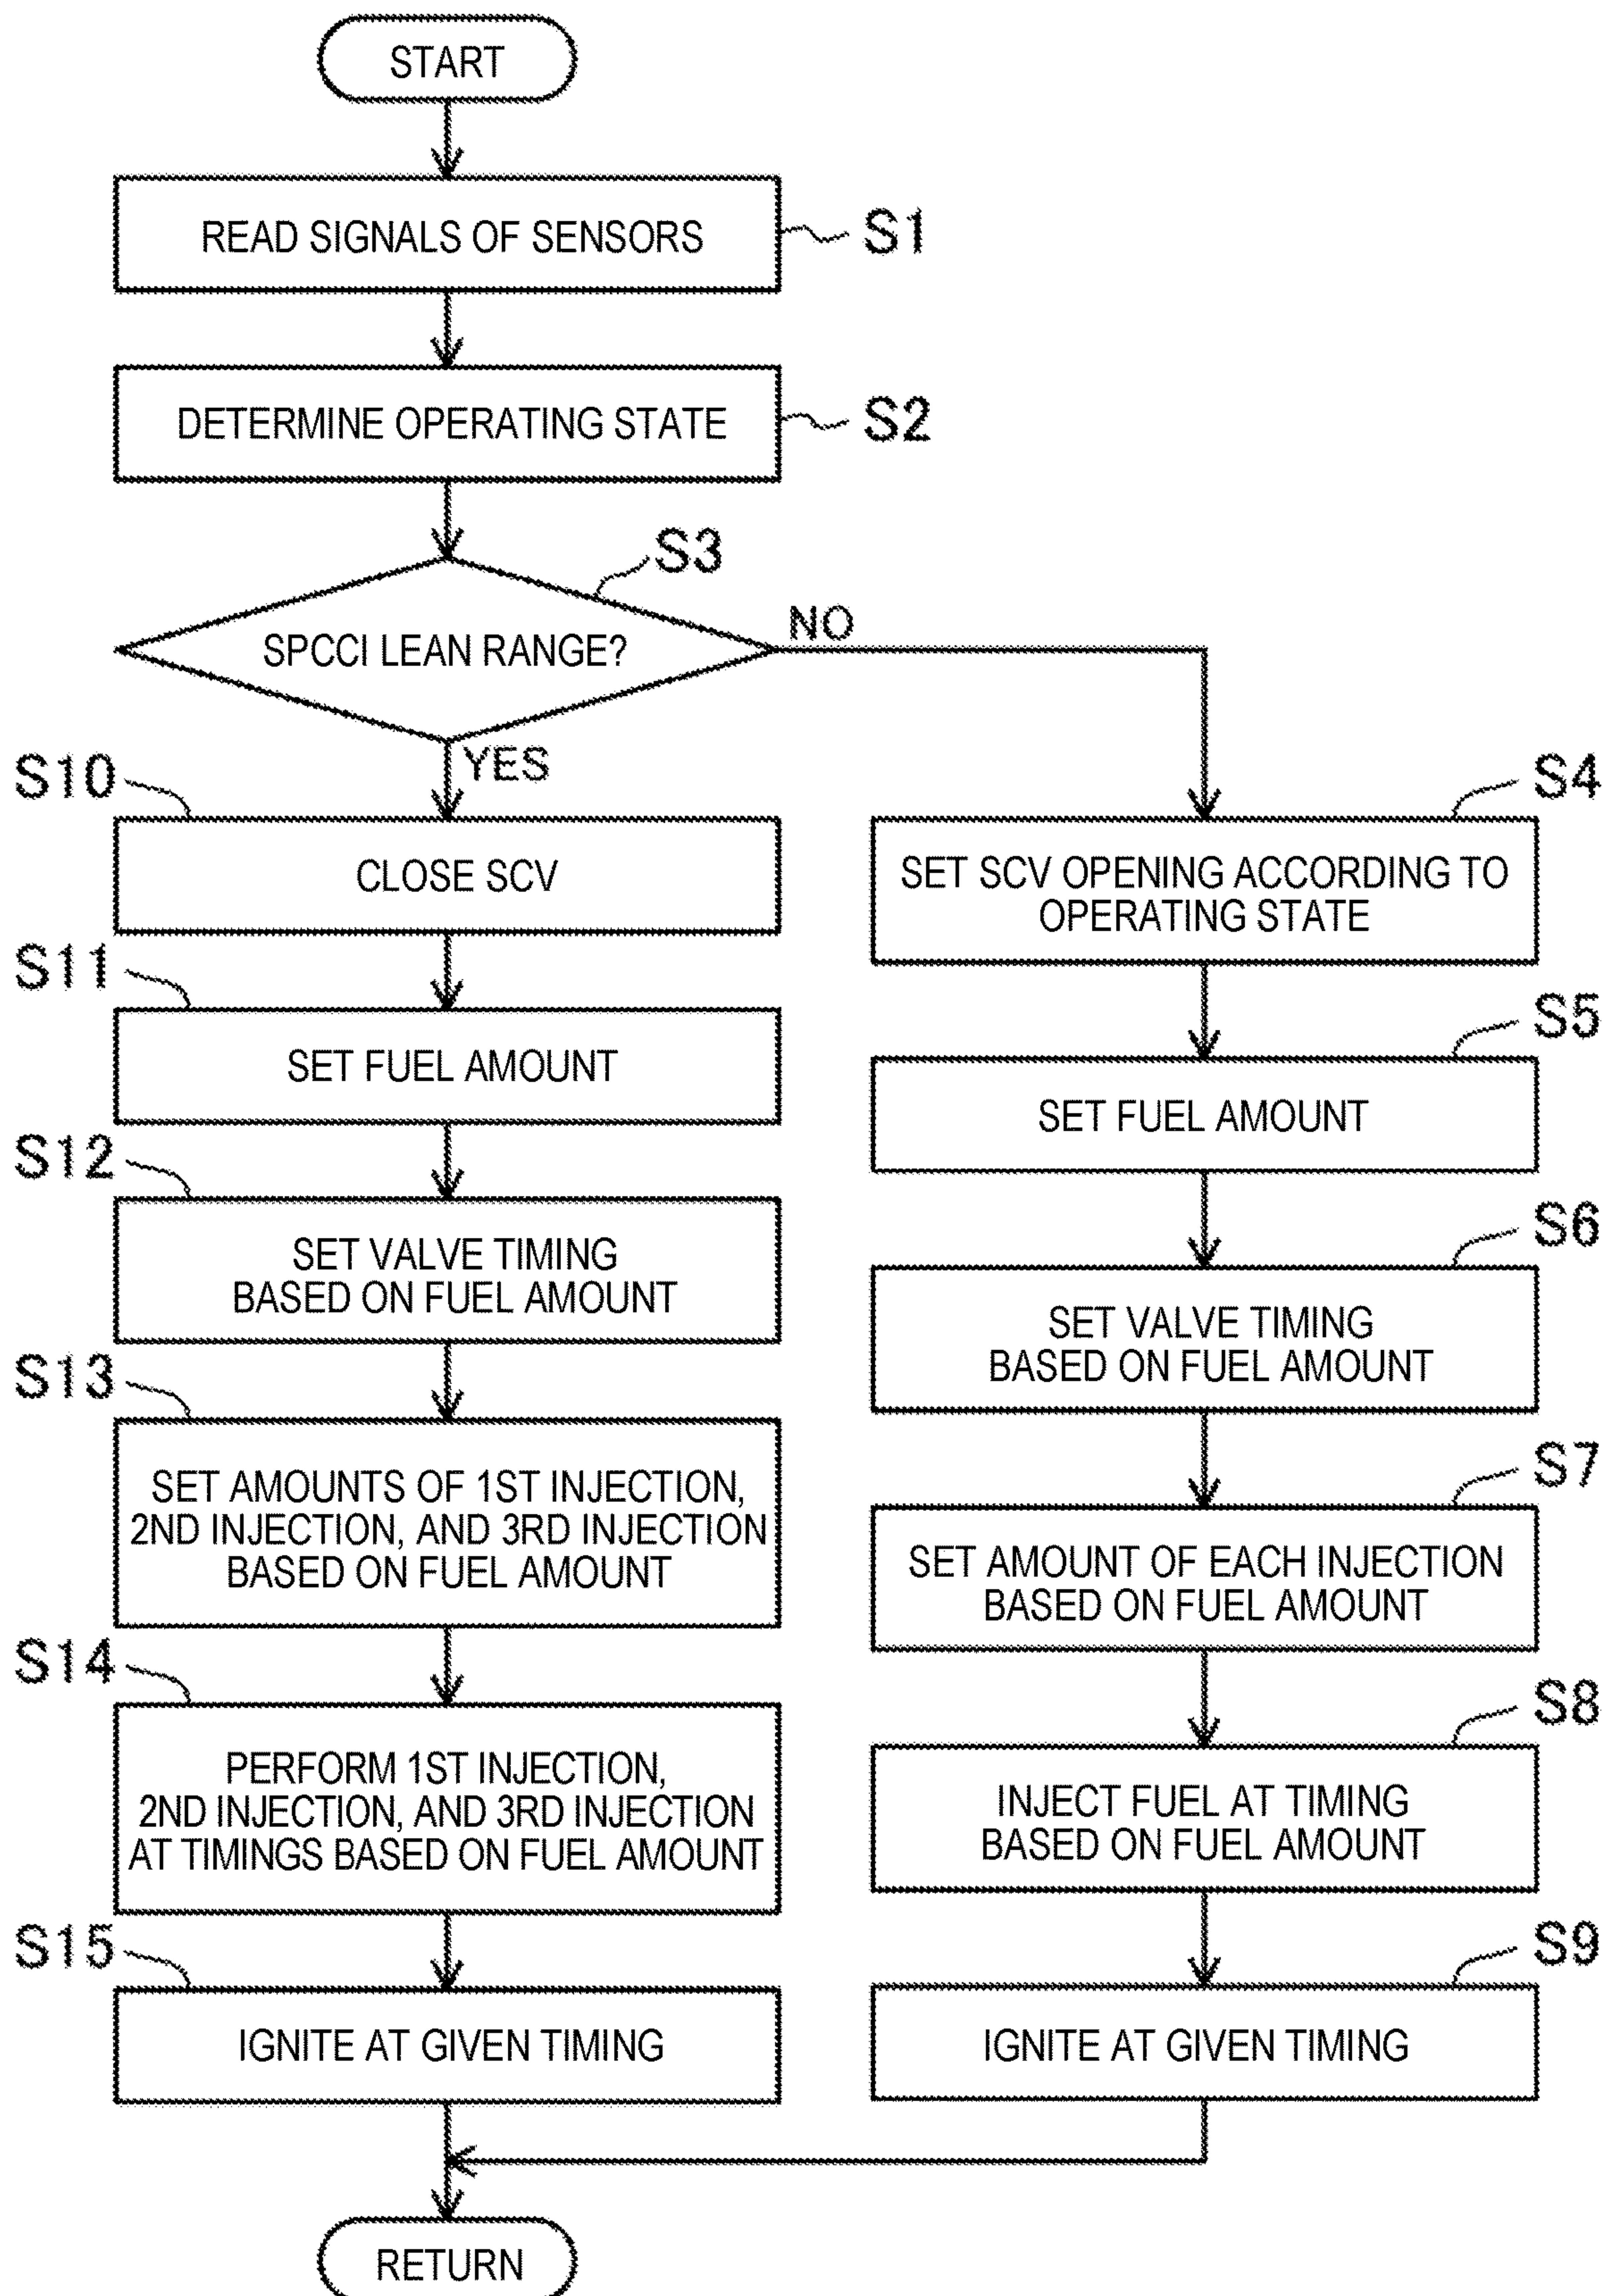 START
READ SIGNALS OF SENSORS
S1
DETERMINE OPERATING STATE
S2
S3
SPCCI LEAN RANGE?
NO
YES
S10
CLOSE SCV
S11
SET FUEL AMOUNT
S12
SET VALVE TIMING
BASED ON FUEL AMOUNT
S13
SET AMOUNTS OF 1ST INJECTION,
2ND INJECTION, AND 3RD INJECTION
BASED ON FUEL AMOUNT
S14
PERFORM 1ST INJECTION,
2ND INJECTION, AND 3RD INJECTION
AT TIMINGS BASED ON FUEL AMOUNT
S15
IGNITE AT GIVEN TIMING
S4
SET SCV OPENING ACCORDING TO
OPERATING STATE
S5
SET FUEL AMOUNT
S6
SET VALVE TIMING
BASED ON FUEL AMOUNT
S7
SET AMOUNT OF EACH INJECTION
BASED ON FUEL AMOUNT
S8
INJECT FUEL AT TIMING
BASED ON FUEL AMOUNT
S9
IGNITE AT GIVEN TIMING
RETURN